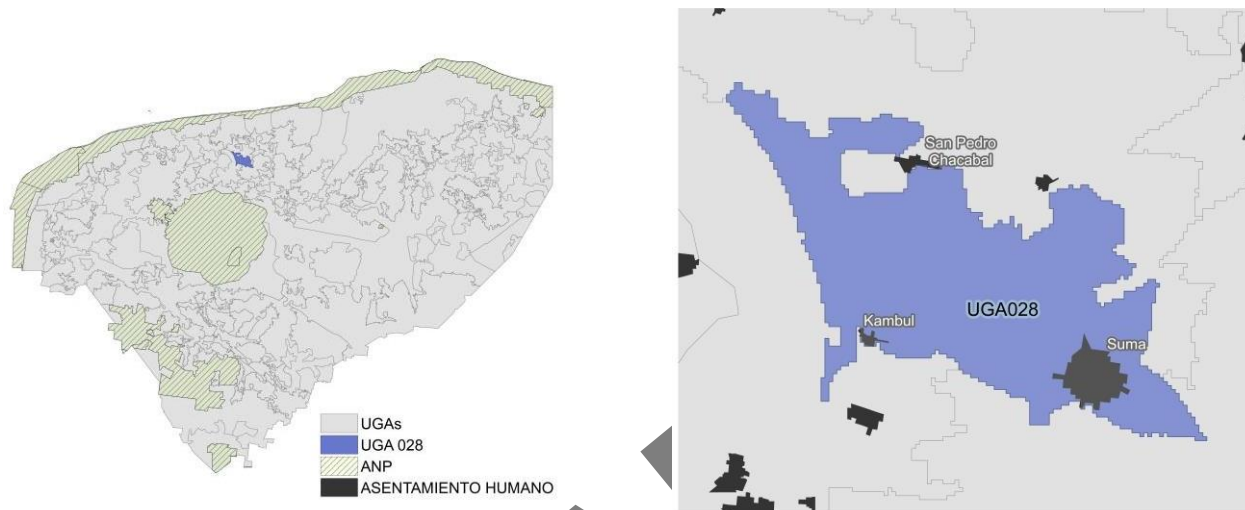 UGAs
UGA 028
ANP
ASENTAMIENTO HUMANO
San Pedro
Chacabal
UGA028
Kambul
Suma